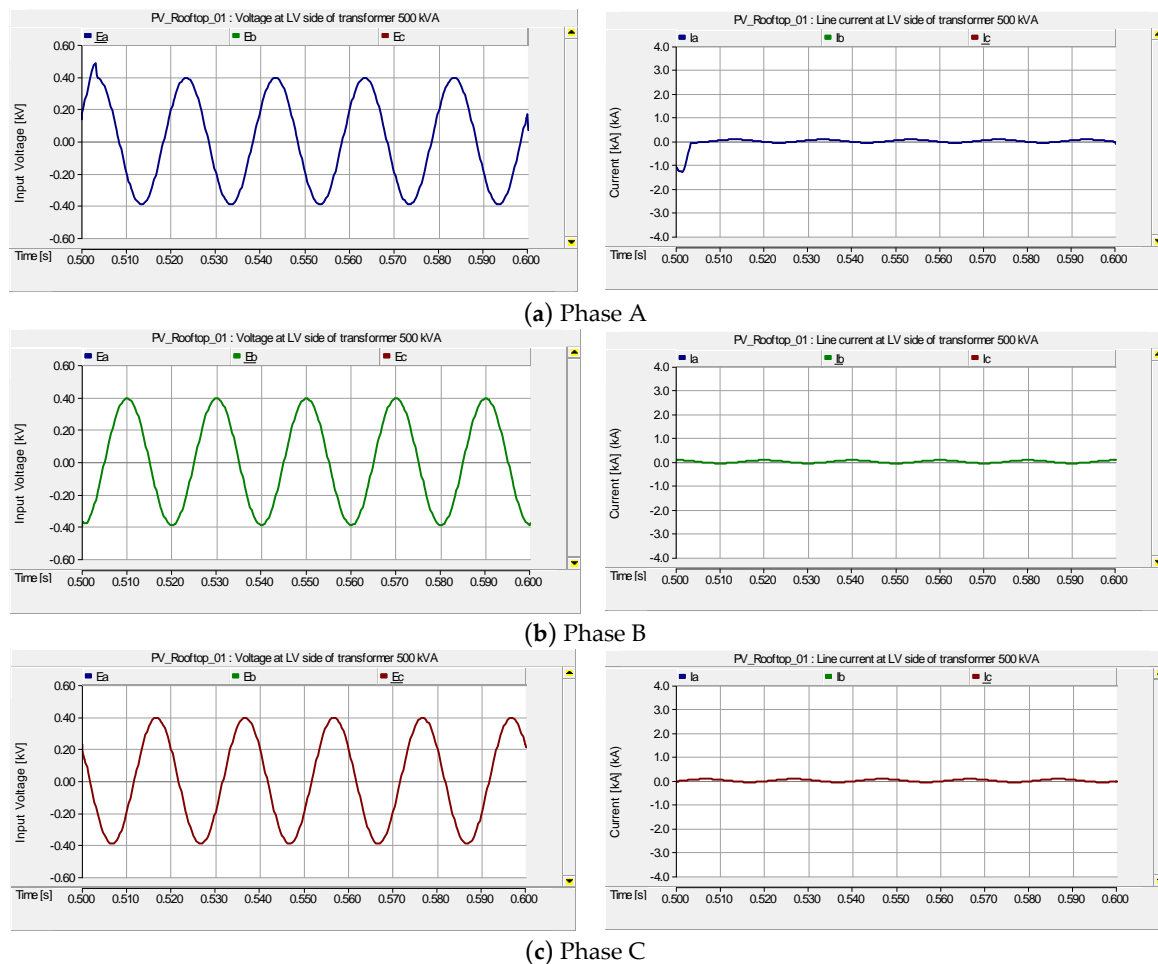 PV_Rooftop_01 : Voltage at LV side of transformer 500 kVA
Ea Eb Ec
Input Voltage [kV]
0.60
0.40
0.20
0.00
-0.20
-0.40
-0.60
Time [s] 0.500 0.510 0.520 0.530 0.540 0.550 0.560 0.570 0.580 0.590 0.600
PV_Rooftop_01 : Line current at LV side of transformer 500 kVA
Ia Ib Ic
Current [kA] (kA)
4.0
3.0
2.0
1.0
0.0
-1.0
-2.0
-3.0
-4.0
Time [s] 0.500 0.510 0.520 0.530 0.540 0.550 0.560 0.570 0.580 0.590 0.600
(a) Phase A
PV_Rooftop_01 : Voltage at LV side of transformer 500 kVA
Ea Eb Ec
Input Voltage [kV]
0.60
0.40
0.20
0.00
-0.20
-0.40
-0.60
Time [s] 0.500 0.510 0.520 0.530 0.540 0.550 0.560 0.570 0.580 0.590 0.600
PV_Rooftop_01 : Line current at LV side of transformer 500 kVA
Ia Ib Ic
Current [kA] (kA)
4.0
3.0
2.0
1.0
0.0
-1.0
-2.0
-3.0
-4.0
Time [s] 0.500 0.510 0.520 0.530 0.540 0.550 0.560 0.570 0.580 0.590 0.600
(b) Phase B
PV_Rooftop_01 : Voltage at LV side of transformer 500 kVA
Ea Eb Ec
Input Voltage [kV]
0.60
0.40
0.20
0.00
-0.20
-0.40
-0.60
Time [s] 0.500 0.510 0.520 0.530 0.540 0.550 0.560 0.570 0.580 0.590 0.600
PV_Rooftop_01 : Line current at LV side of transformer 500 kVA
Ia Ib Ic
Current [kA] (kA)
4.0
3.0
2.0
1.0
0.0
-1.0
-2.0
-3.0
-4.0
Time [s] 0.500 0.510 0.520 0.530 0.540 0.550 0.560 0.570 0.580 0.590 0.600
(c) Phase C